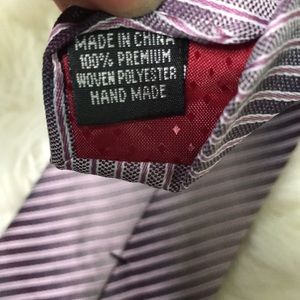 MADE IN CHINA
100% PREMIUM
WOVEN POLYESTER
HAND MADE